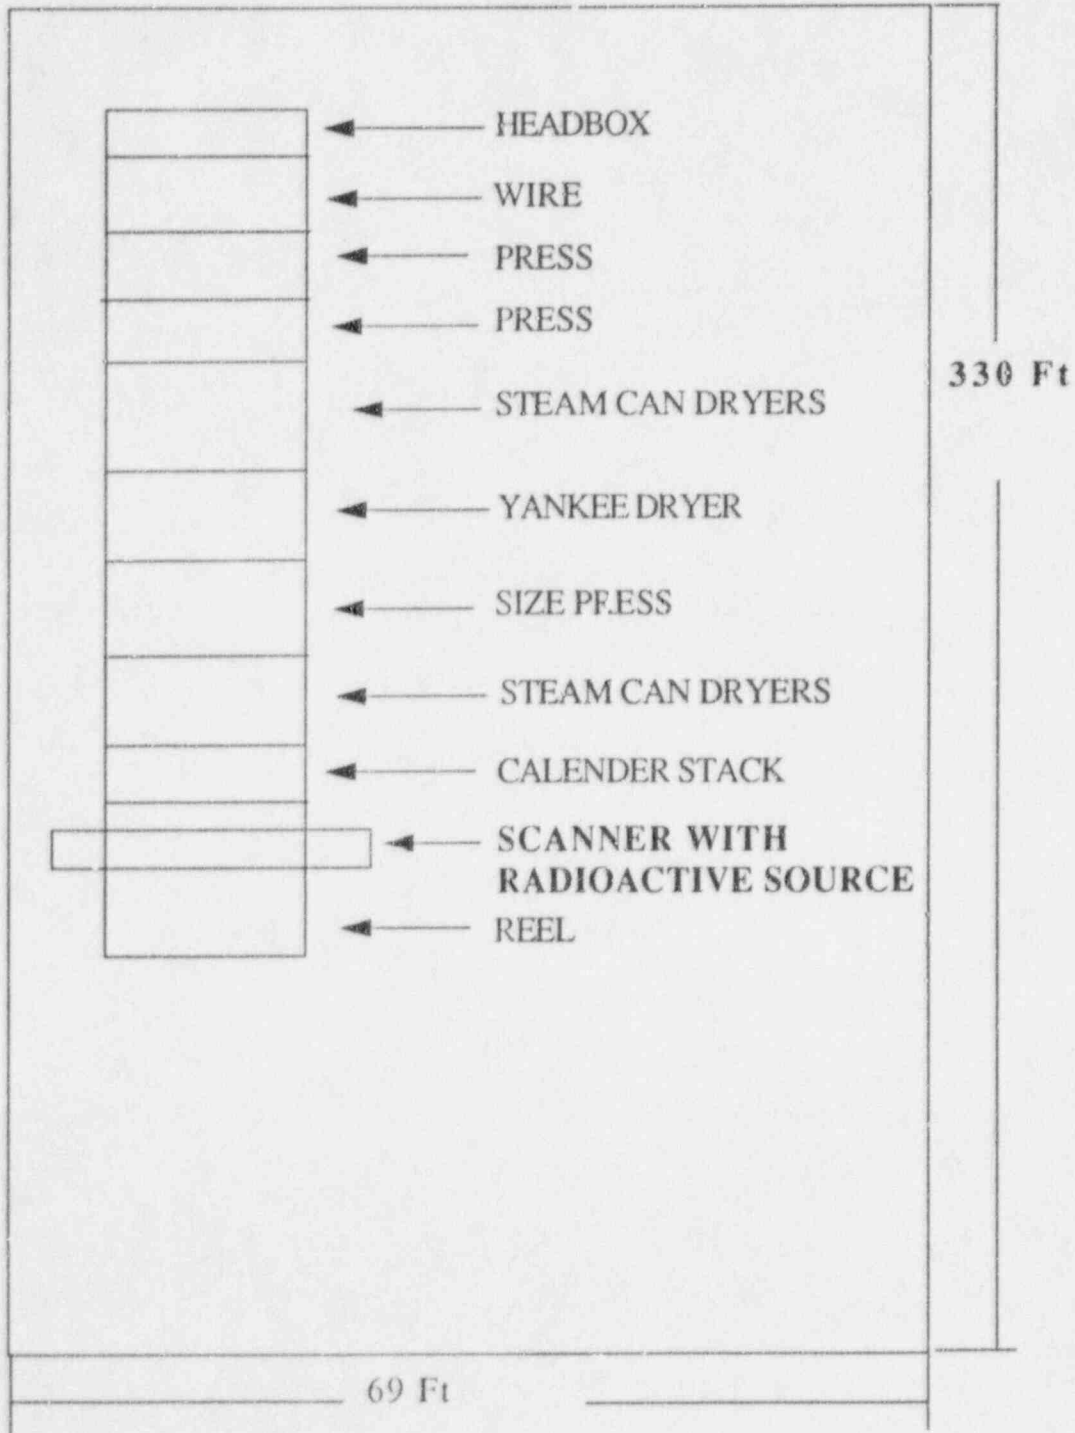 HEADBOX
WIRE
PRESS
PRESS
330 Ft
STEAM CAN DRYERS
YANKEE DRYER
SIZE PRESS
STEAM CAN DRYERS
CALENDER STACK
SCANNER WITH
RADIOACTIVE SOURCE
REEL
69 Ft